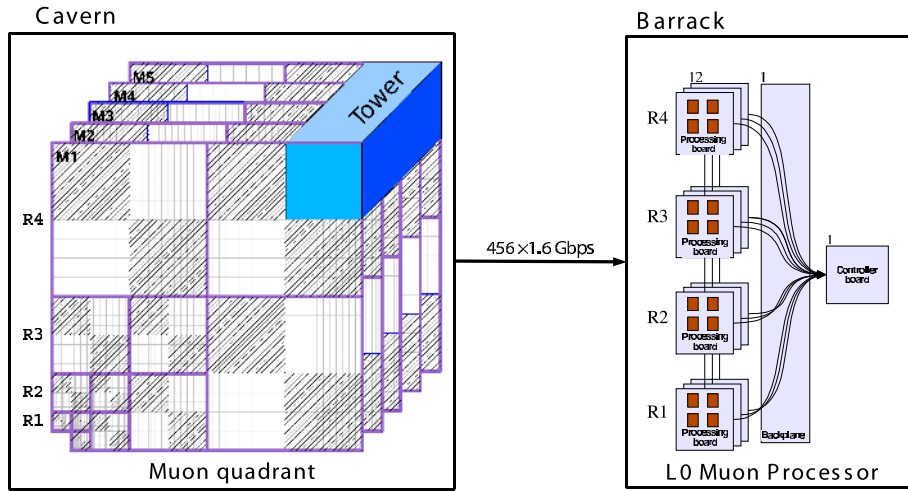 Cavern
Barrack
M5
M4
M3
M2
M1
Tower
R4
R3
R2
R1
Muon quadrant
456×1.6 Gbps
12
1
R4
Processing
board
R3
Processing
board
R2
Processing
board
R1
Processing
board
Backplane
1
Controller
board
L0 Muon Processor